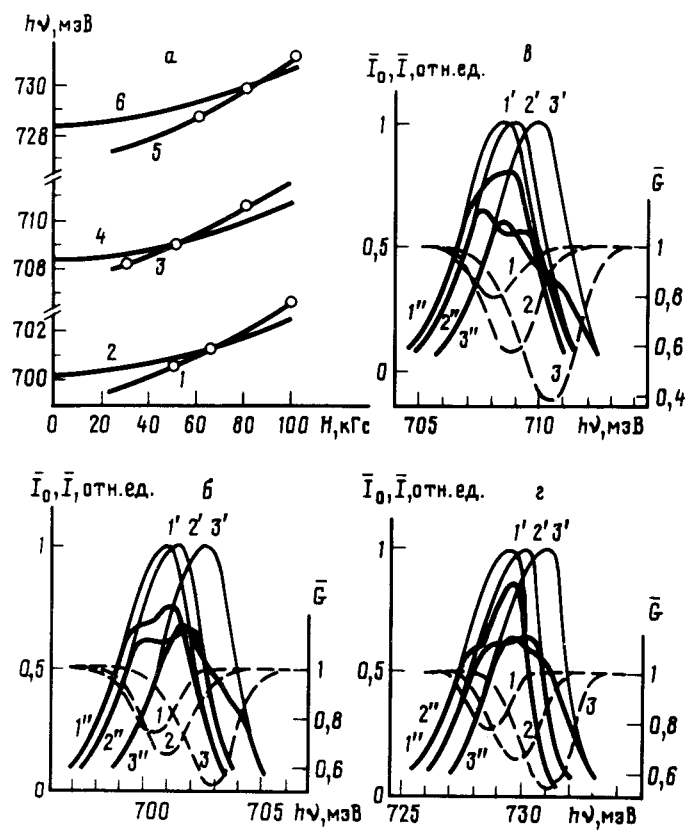 hν, мэВ
а
730
728
710
708
702
700
6
5
4
3
2
1
0 20 40 60 80 100 H, кГс
Ī₀, Ī, отн.ед.
в
1' 2' 3'
1
0,5
0
Ḡ
1
0,8
0,6
0,4
1
2
3
1"
2"
3"
705 710 hν, мэВ
Ī₀, Ī, отн.ед.
б
1' 2' 3'
1
0,5
0
Ḡ
1
0,8
0,6
1
2
3
1"
2"
3"
700 705 hν, мэВ
Ī₀, Ī, отн.ед.
г
1' 2' 3'
1
0,5
0
Ḡ
1
0,8
0,6
1
2
3
2"
1"
3"
725 730 hν, мэВ